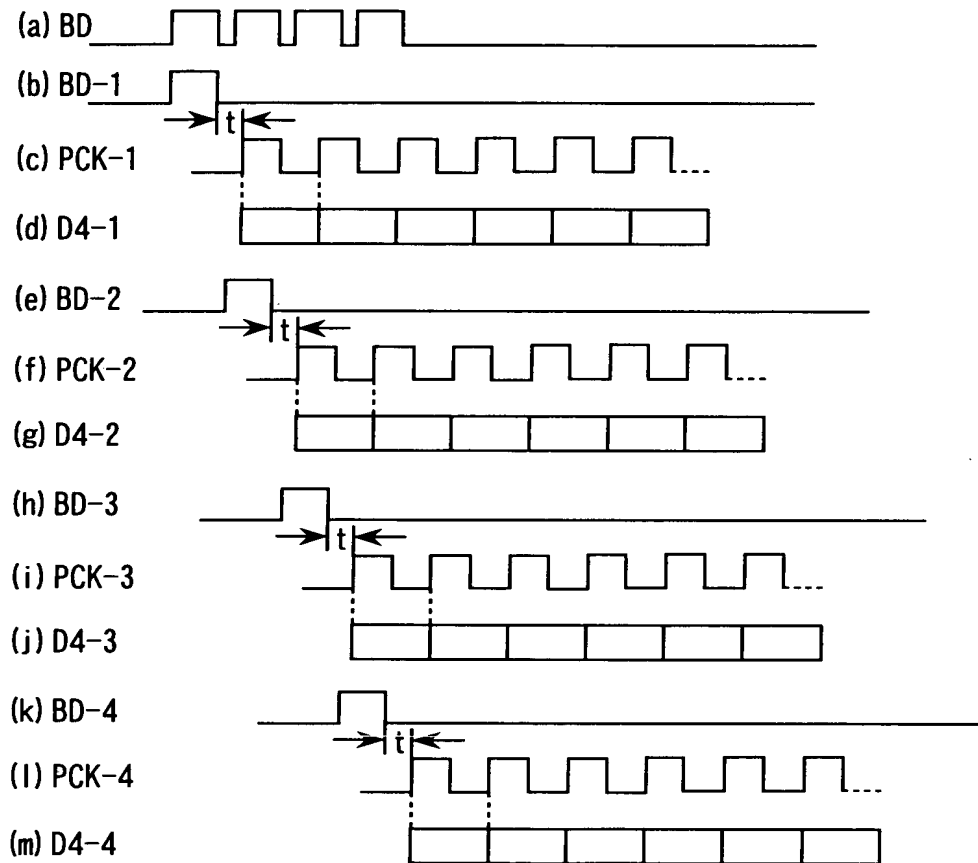 (a) BD
(b) BD-1
t
(c) PCK-1
(d) D4-1
(e) BD-2
t
(f) PCK-2
(g) D4-2
(h) BD-3
t
(i) PCK-3
(j) D4-3
(k) BD-4
t
(l) PCK-4
(m) D4-4